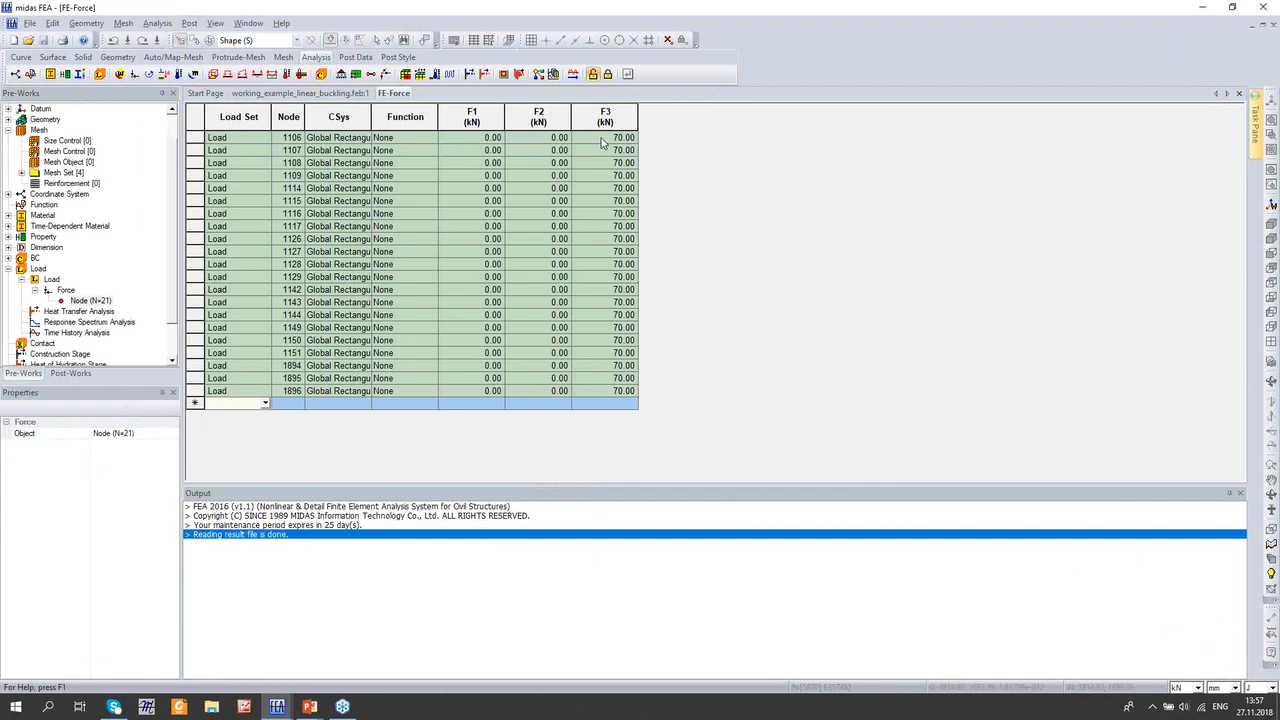 midas FEA - [FE-Force]
File Edit Geometry Mesh Analysis Post View Window Help
Shape (S)
Curve Surface Solid Geometry Auto/Map-Mesh Protrude-Mesh Mesh Analysis Post Data Post Style
Pre-Works
Start Page working_example_linear_buckling.feb:1 FE-Force
Datum
Geometry
Mesh
Size Control [0]
Mesh Control [0]
Mesh Object [0]
Mesh Set [4]
Reinforcement [0]
Coordinate System
Function
Material
Time-Dependent Material
Property
Dimension
BC
Load
Load
Force
Node (N=21)
Heat Transfer Analysis
Response Spectrum Analysis
Time History Analysis
Contact
Construction Stage
Heat of Hydration Stage
Pre-Works Post-Works
Properties
Force
Object Node (N=21)
Load Set Node CSys Function F1 (kN) F2 (kN) F3 (kN)
Load 1106 Global Rectangu None 0.00 0.00 70.00
Load 1107 Global Rectangu None 0.00 0.00 70.00
Load 1108 Global Rectangu None 0.00 0.00 70.00
Load 1109 Global Rectangu None 0.00 0.00 70.00
Load 1114 Global Rectangu None 0.00 0.00 70.00
Load 1115 Global Rectangu None 0.00 0.00 70.00
Load 1116 Global Rectangu None 0.00 0.00 70.00
Load 1117 Global Rectangu None 0.00 0.00 70.00
Load 1126 Global Rectangu None 0.00 0.00 70.00
Load 1127 Global Rectangu None 0.00 0.00 70.00
Load 1128 Global Rectangu None 0.00 0.00 70.00
Load 1129 Global Rectangu None 0.00 0.00 70.00
Load 1142 Global Rectangu None 0.00 0.00 70.00
Load 1143 Global Rectangu None 0.00 0.00 70.00
Load 1144 Global Rectangu None 0.00 0.00 70.00
Load 1149 Global Rectangu None 0.00 0.00 70.00
Load 1150 Global Rectangu None 0.00 0.00 70.00
Load 1151 Global Rectangu None 0.00 0.00 70.00
Load 1894 Global Rectangu None 0.00 0.00 70.00
Load 1895 Global Rectangu None 0.00 0.00 70.00
Load 1896 Global Rectangu None 0.00 0.00 70.00
Task Pane
Output
> FEA 2016 (v1.1) (Nonlinear & Detail Finite Element Analysis System for Civil Structures)
> Copyright (C) SINCE 1989 MIDAS Information Technology Co., Ltd. ALL RIGHTS RESERVED.
> Your maintenance period expires in 25 day(s).
> Reading result file is done.
For Help, press F1
kN mm J
ENG
13:57
27.11.2018